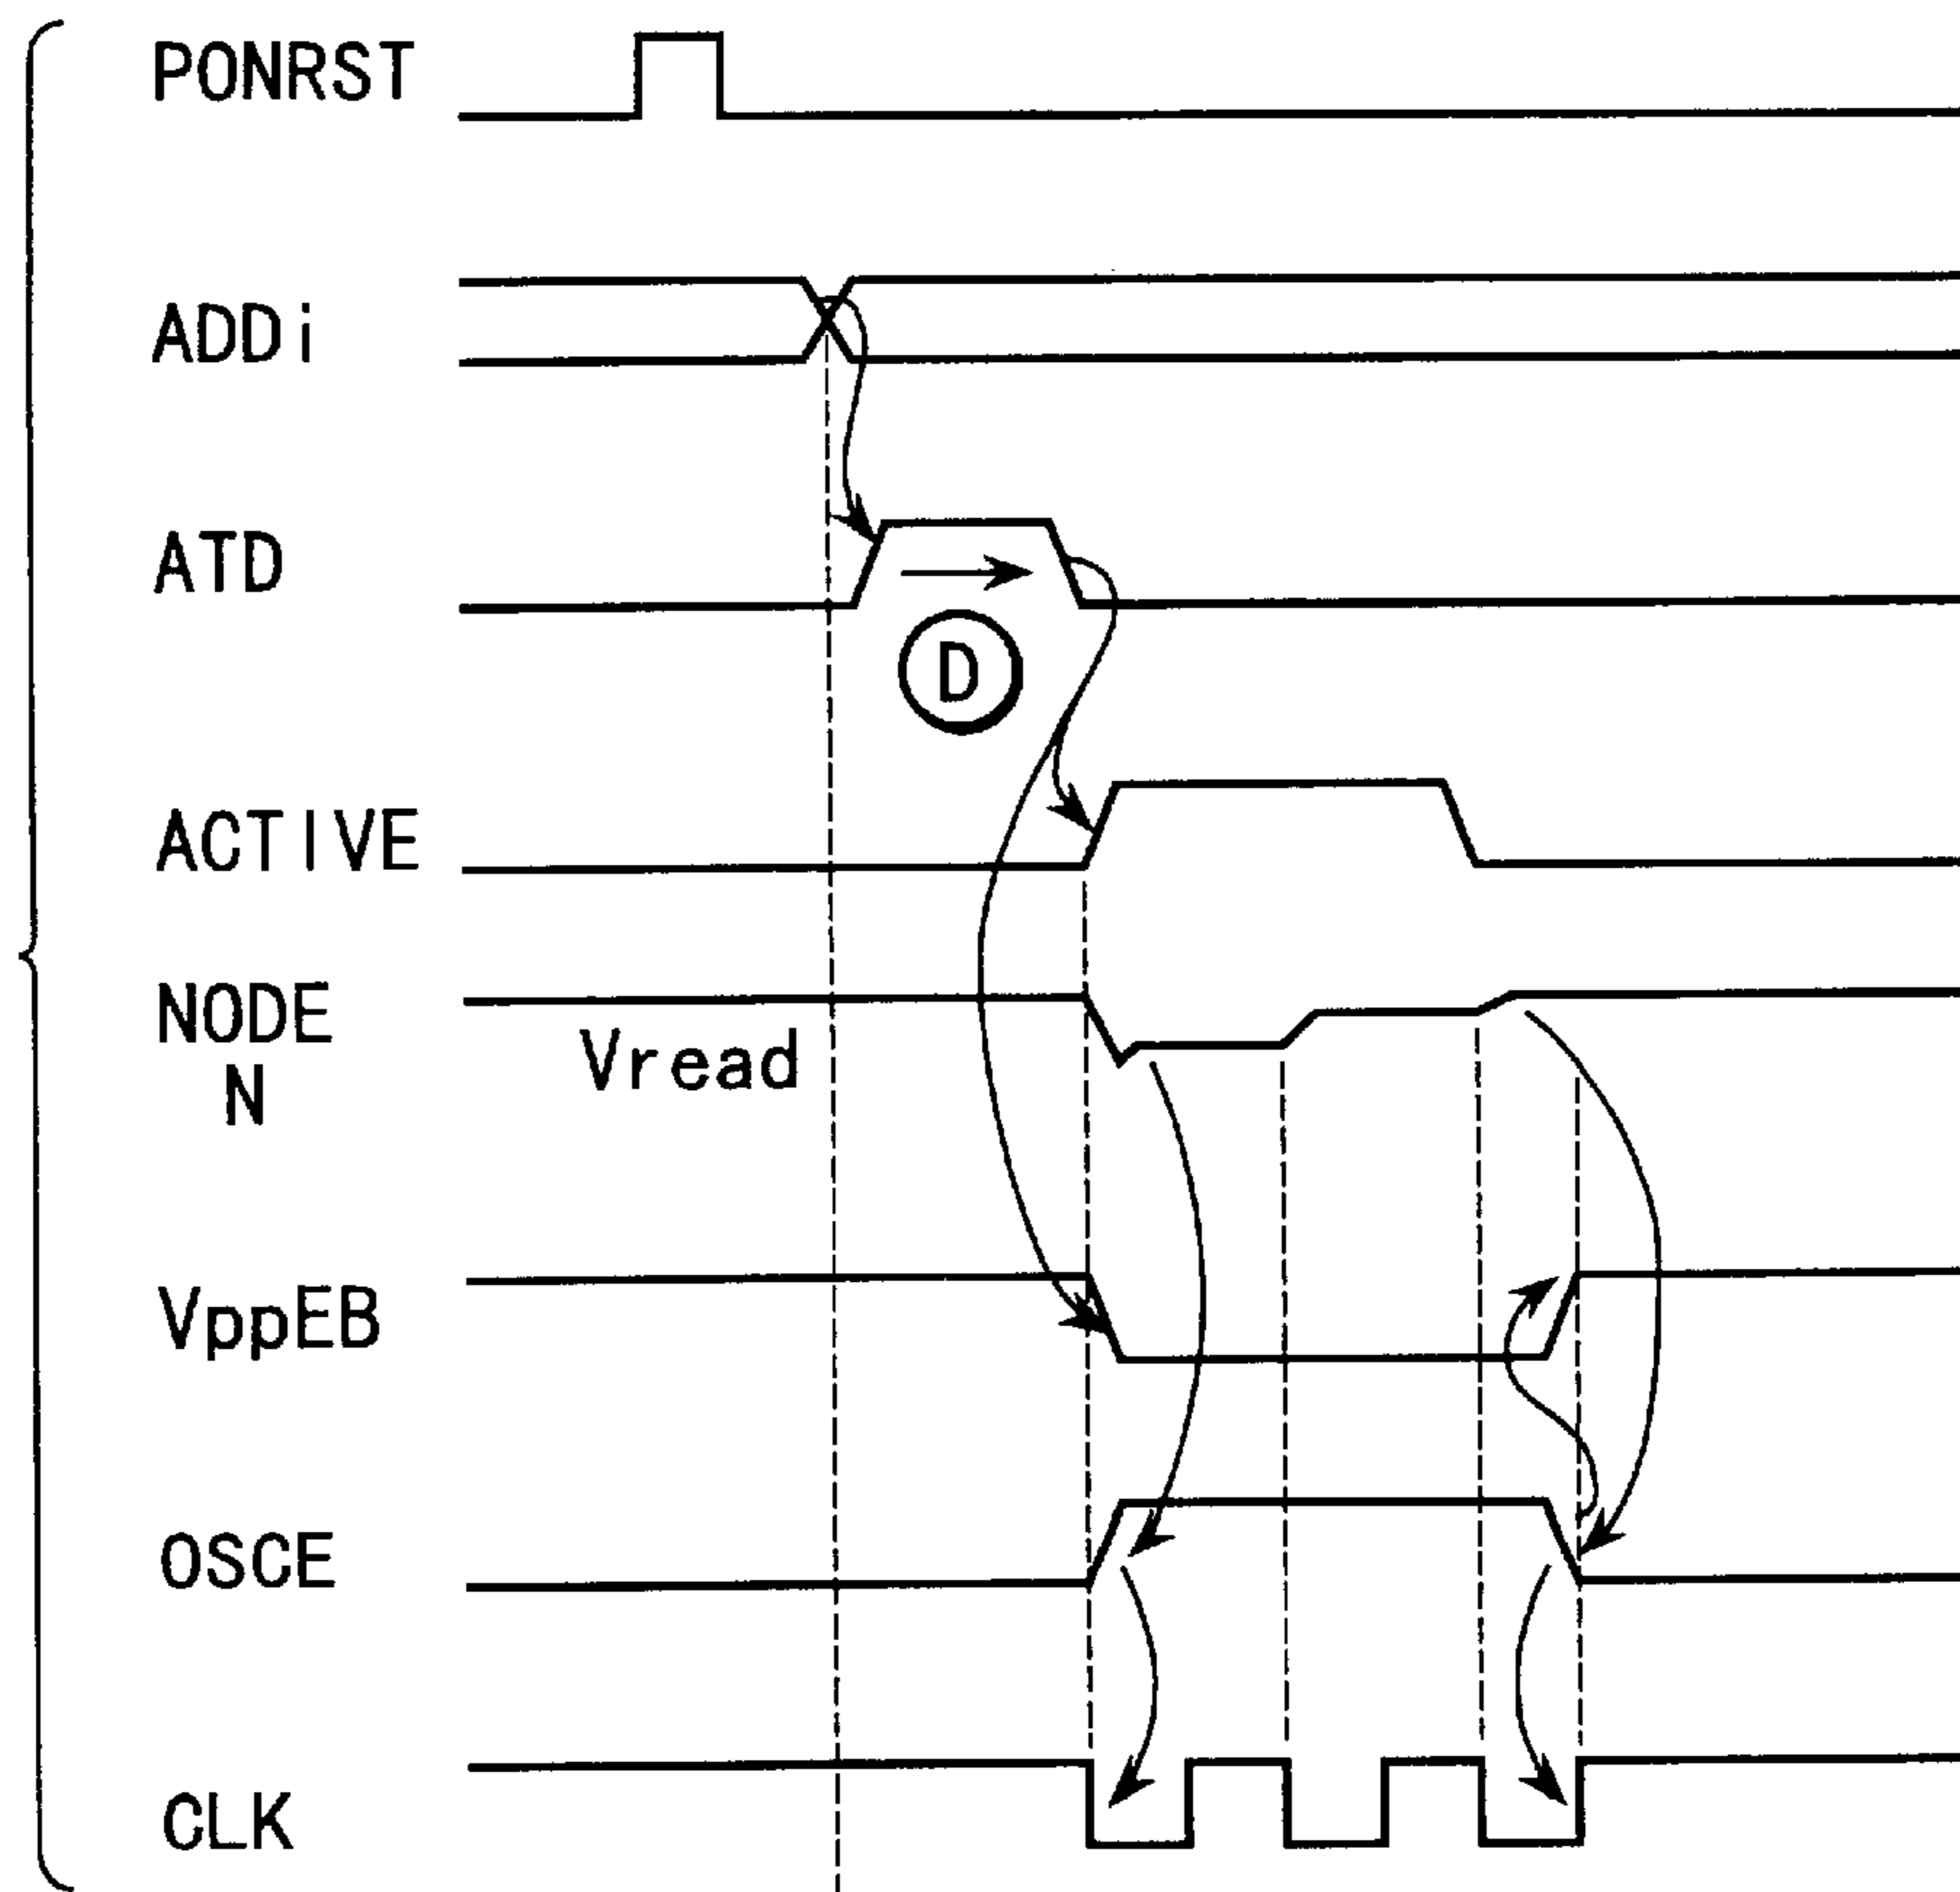 PONRST
ADDi
ATD
D
ACTIVE
NODE
N
Vread
VppEB
OSCE
CLK